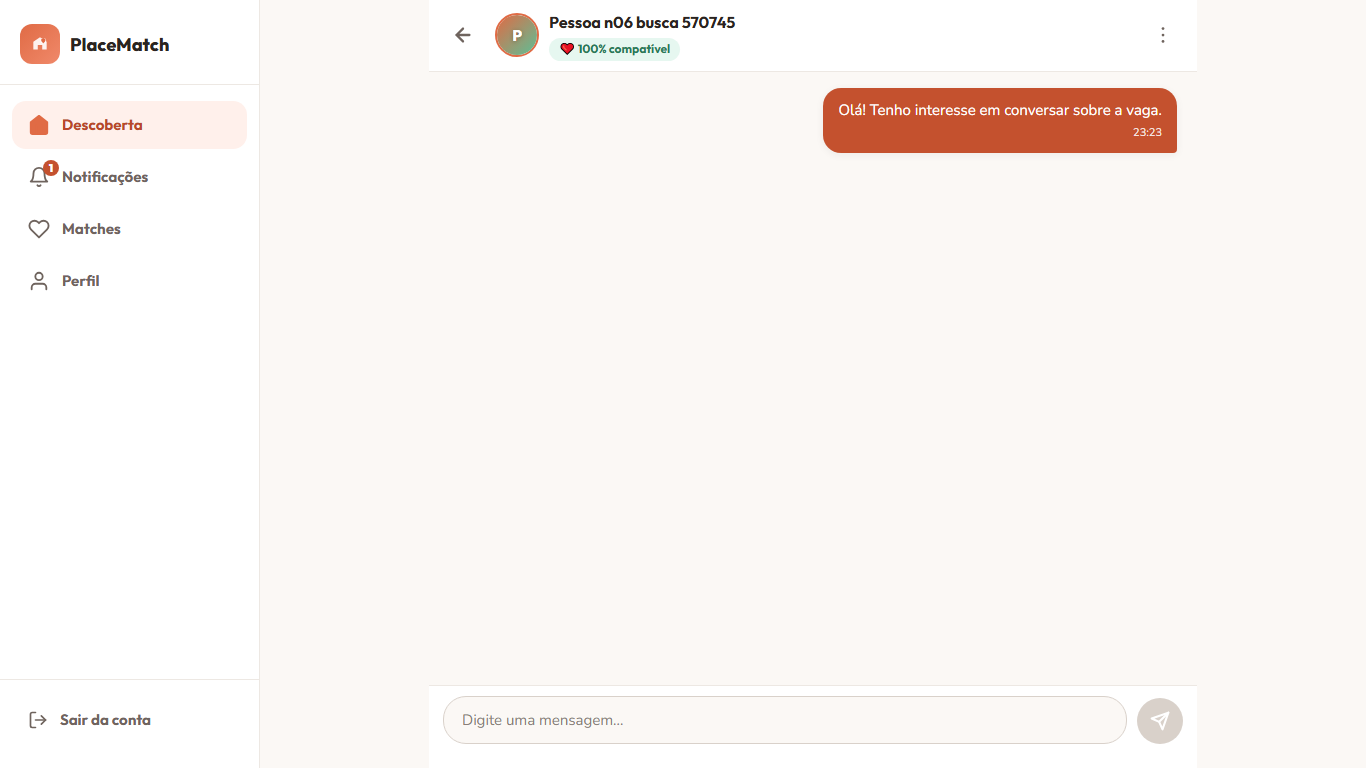 PlaceMatch
Descoberta
1
Notificações
Matches
Perfil
Sair da conta
P
Pessoa n06 busca 570745
100% compatível
Olá! Tenho interesse em conversar sobre a vaga.
23:23
Digite uma mensagem...